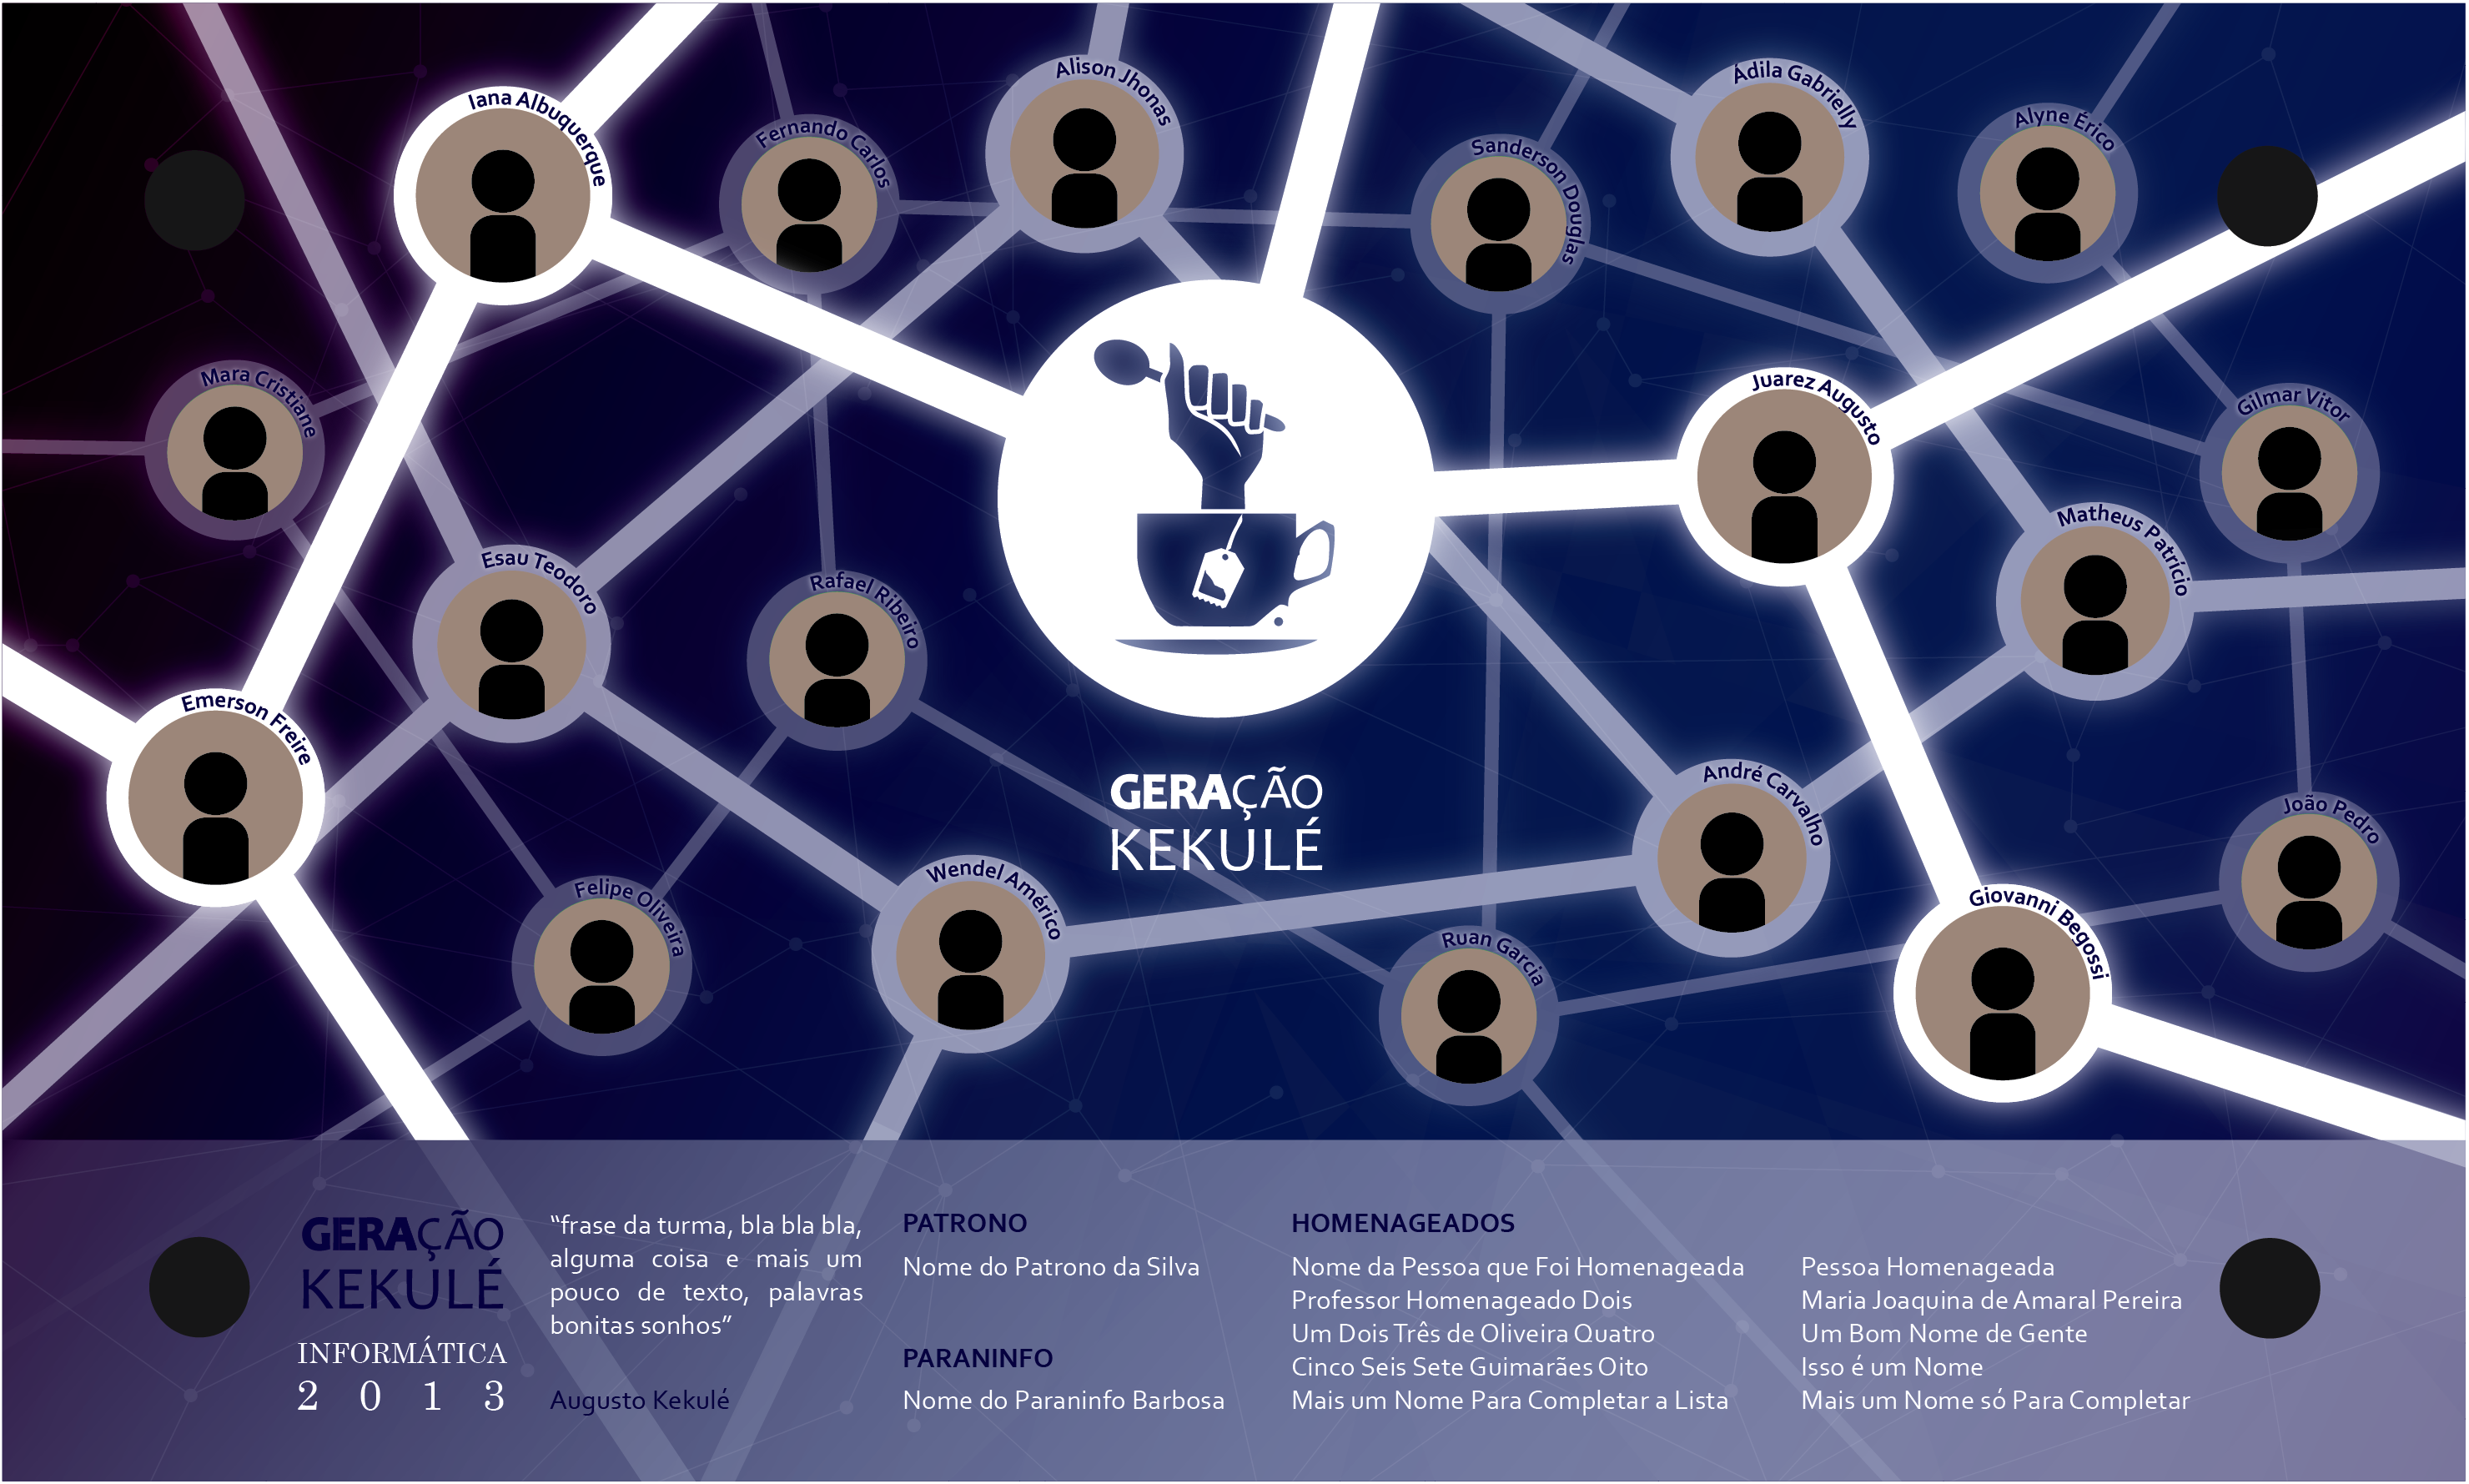 Iana Albuquerque
Fernando Carlos
Alison Jhonas
Sanderson Douglas
Ádila Gabrielly
Alyne Érico
Mara Cristiane
Juarez Augusto
Gilmar Vitor
Esau Teodoro
Rafael Ribeiro
Matheus Patrício
Emerson Freire
GERAÇÃO
KEKULÉ
André Carvalho
João Pedro
Felipe Oliveira
Wendel Américo
Ruan Garcia
Giovanni Begossi
GERAÇÃO
KEKULÉ
INFORMÁTICA
2 0 1 3
“frase da turma, bla bla bla,
alguma coisa e mais um
pouco de texto, palavras
bonitas sonhos”
Augusto Kekulé
PATRONO
Nome do Patrono da Silva
PARANINFO
Nome do Paraninfo Barbosa
HOMENAGEADOS
Nome da Pessoa que Foi Homenageada
Professor Homenageado Dois
Um Dois Três de Oliveira Quatro
Cinco Seis Sete Guimarães Oito
Mais um Nome Para Completar a Lista
Pessoa Homenageada
Maria Joaquina de Amaral Pereira
Um Bom Nome de Gente
Isso é um Nome
Mais um Nome só Para Completar